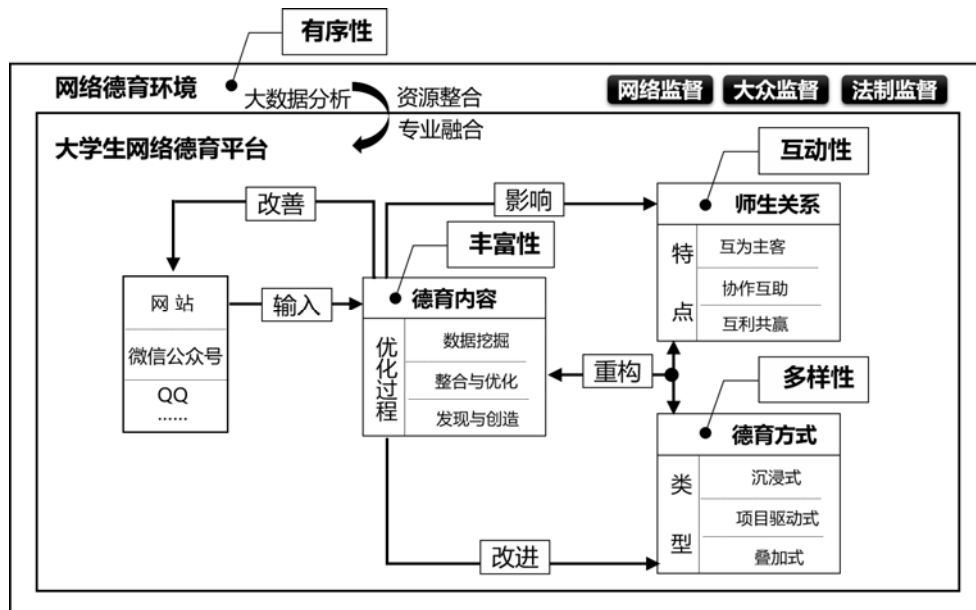 有序性
网络德育环境
大数据分析
资源整合
专业融合
网络监督
大众监督
法制监督
大学生网络德育平台
互动性
改善
影响
师生关系
特点
互为主客
协作互助
互利共赢
丰富性
网 站
微信公众号
QQ
......
输入
德育内容
优化过程
数据挖掘
整合与优化
发现与创造
重构
多样性
德育方式
类型
沉浸式
项目驱动式
叠加式
改进